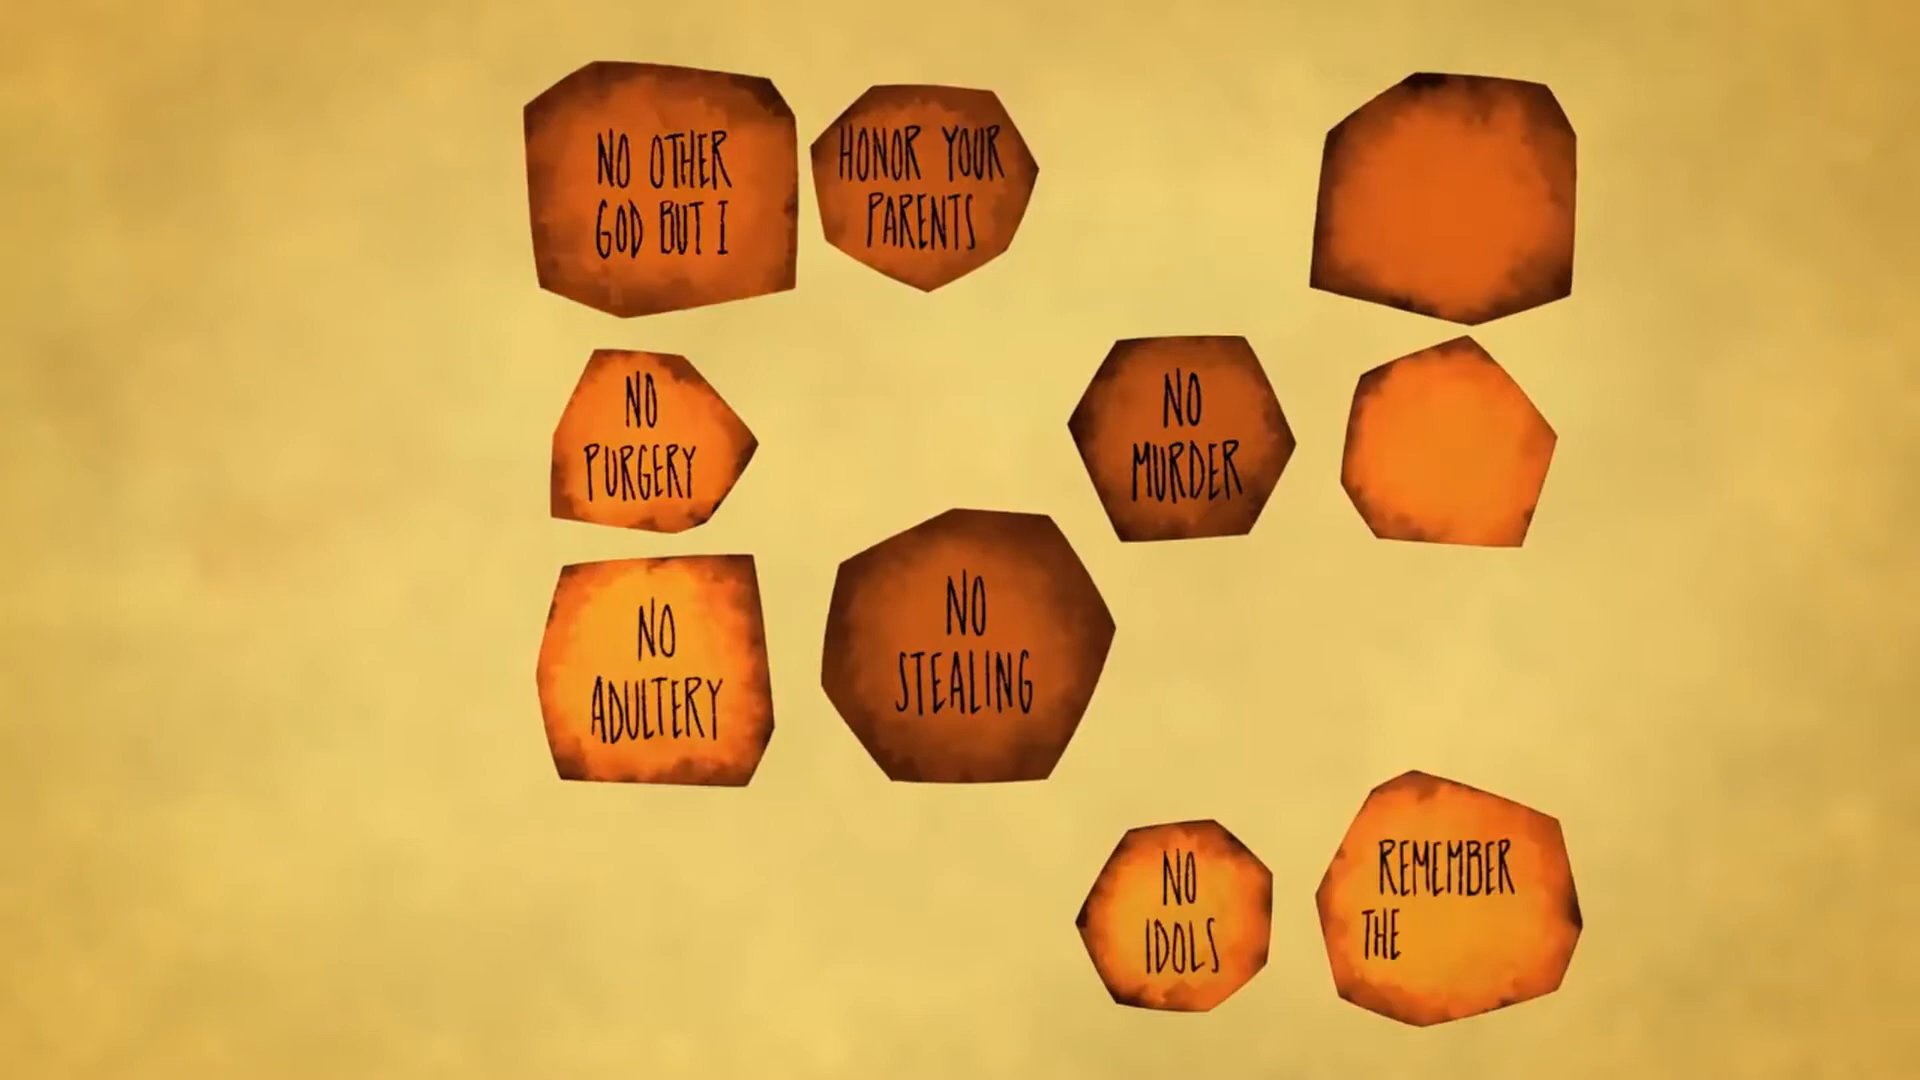 NO OTHER
GOD BUT I
HONOR YOUR
PARENTS
NO
PURGERY
NO
MURDER
NO
ADULTERY
NO
STEALING
NO
IDOLS
REMEMBER
THE